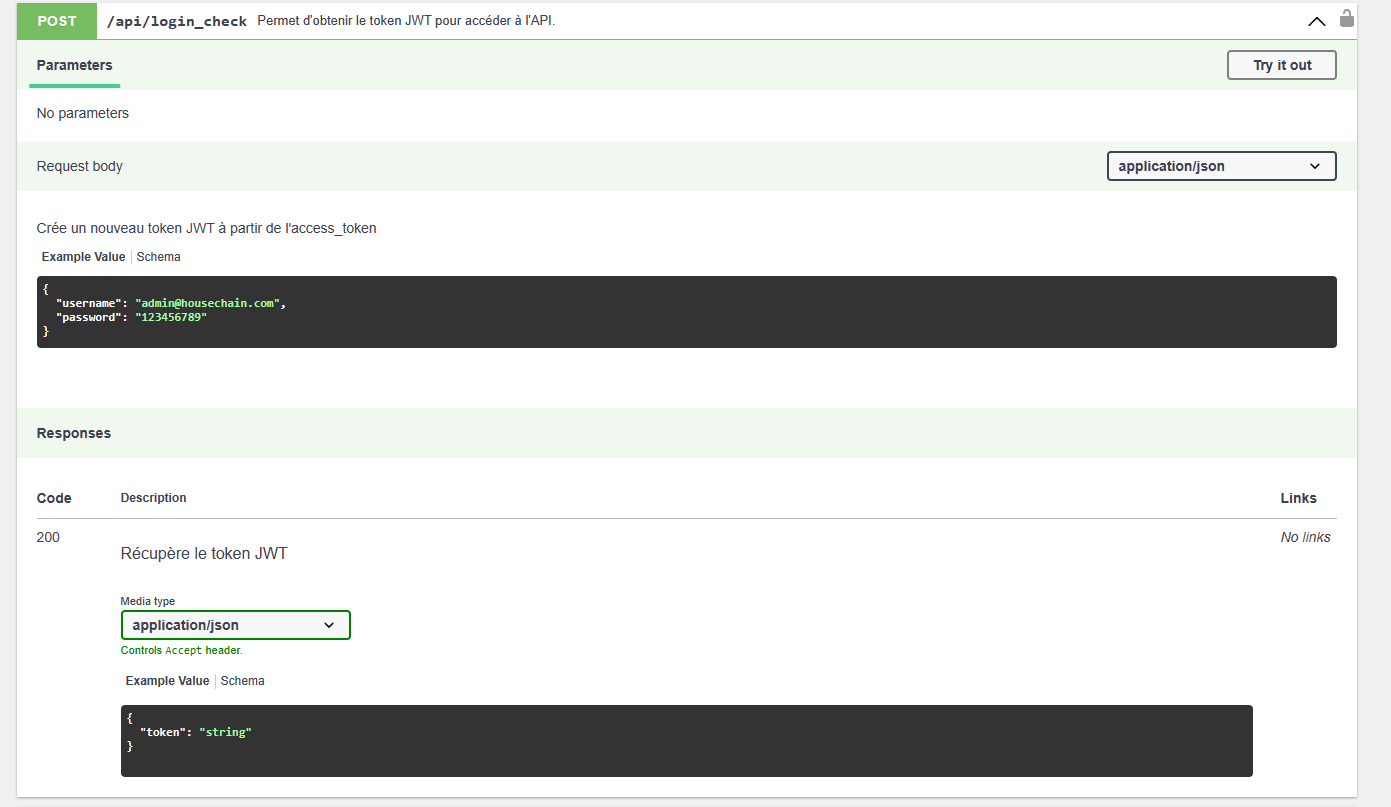 POST /api/login_check Permet d'obtenir le token JWT pour accéder à l'API.
Parameters Try it out
No parameters
Request body application/json
Crée un nouveau token JWT à partir de l'access_token
Example Value Schema
{
"username": "admin@housechain.com",
"password": "123456789"
}
Responses
Code Description Links
200 No links
Récupère le token JWT
Media type
application/json
Controls Accept header.
Example Value Schema
{
"token": "string"
}